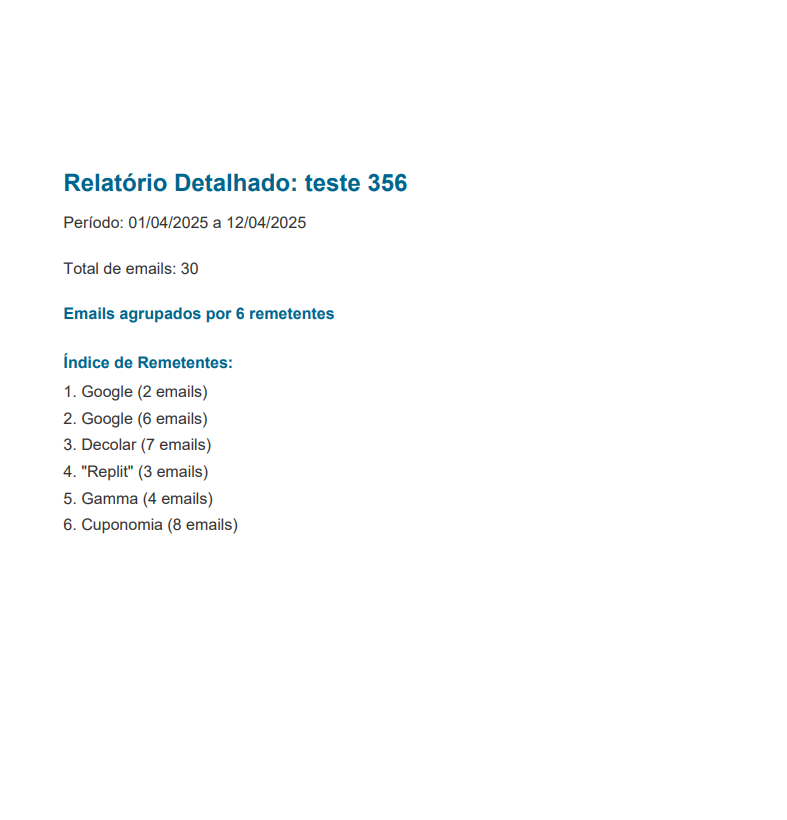 Relatório Detalhado: teste 356
Período: 01/04/2025 a 12/04/2025
Total de emails: 30
Emails agrupados por 6 remetentes
Índice de Remetentes:
1. Google (2 emails)
2. Google (6 emails)
3. Decolar (7 emails)
4. "Replit" (3 emails)
5. Gamma (4 emails)
6. Cuponomia (8 emails)